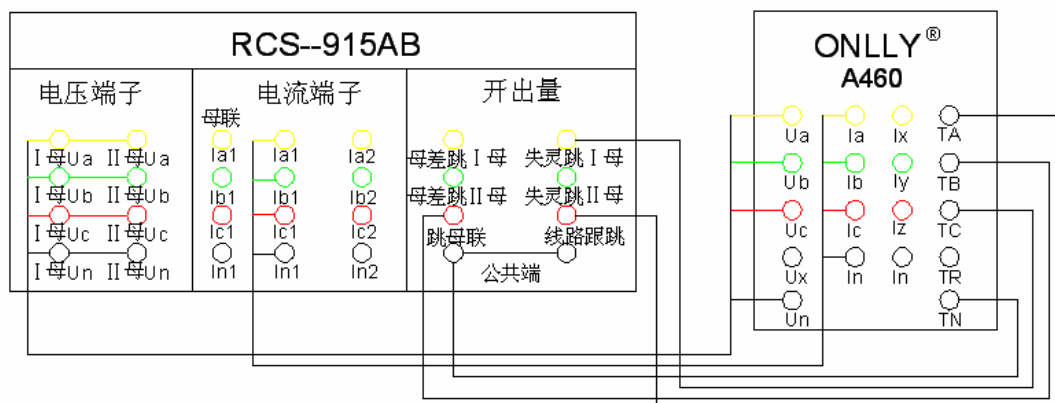 RCS--915AB
电压端子
电流端子
开出量
母联
I母Ua II母Ua
Ia1 Ia1 Ia2
母差跳I母 失灵跳I母
I母Ub II母Ub
Ib1 Ib1 Ib2
母差跳II母 失灵跳II母
I母Uc II母Uc
Ic1 Ic1 Ic2
跳母联 线路跟跳
I母Un II母Un
In1 In1 In2
公共端
ONLLY®
A460
Ua Ia Ix TA
Ub Ib Iy TB
Uc Ic Iz TC
Ux In In TR
Un TN